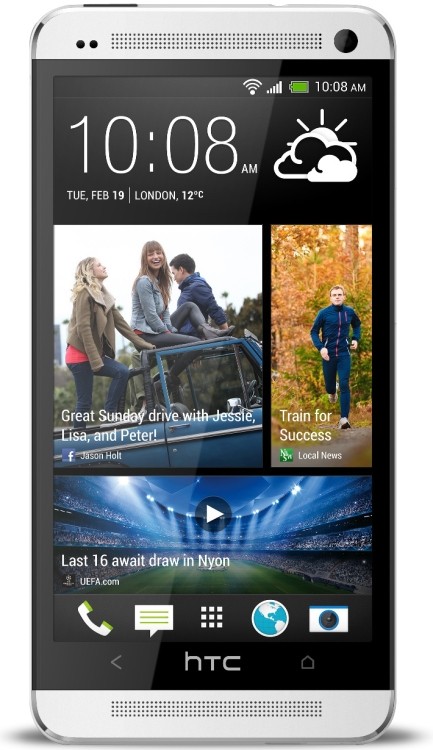 10:08 AM
10:08 AM
TUE, FEB 19 | LONDON, 12°C
Great Sunday drive with Jessie,
Lisa, and Peter!
f Jason Holt
Train for
Success
Local News
Last 16 await draw in Nyon
UEFA.com
hTC